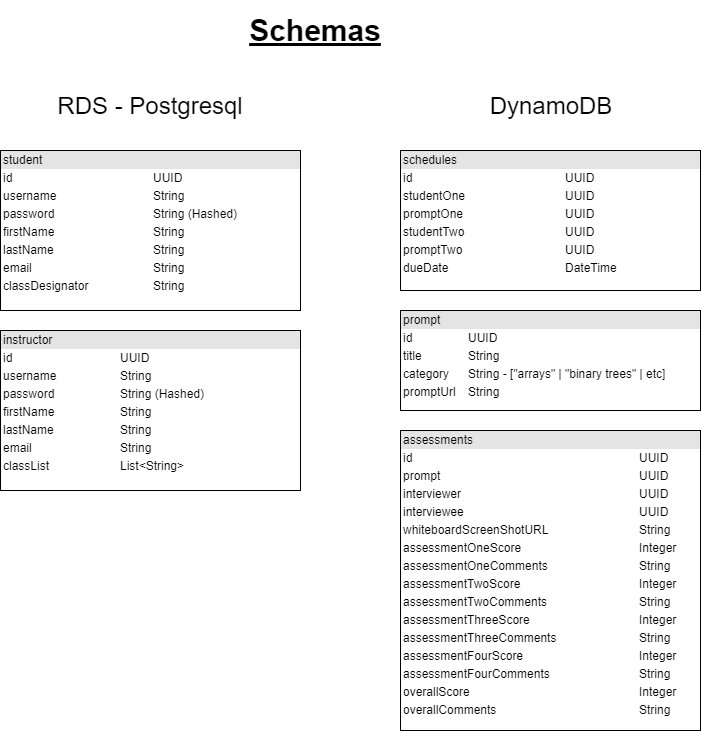 Schemas
RDS - Postgresql
student
id UUID
username String
password String (Hashed)
firstName String
lastName String
email String
classDesignator String
instructor
id UUID
username String
password String (Hashed)
firstName String
lastName String
email String
classList List<String>
DynamoDB
schedules
id UUID
studentOne UUID
promptOne UUID
studentTwo UUID
promptTwo UUID
dueDate DateTime
prompt
id UUID
title String
category String - ["arrays" | "binary trees" | etc]
promptUrl String
assessments
id UUID
prompt UUID
interviewer UUID
interviewee UUID
whiteboardScreenShotURL String
assessmentOneScore Integer
assessmentOneComments String
assessmentTwoScore Integer
assessmentTwoComments String
assessmentThreeScore Integer
assessmentThreeComments String
assessmentFourScore Integer
assessmentFourComments String
overallScore Integer
overallComments String